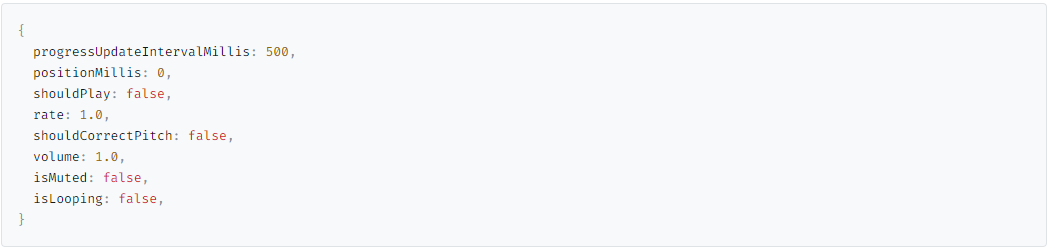 {
  progressUpdateIntervalMillis: 500,
  positionMillis: 0,
  shouldPlay: false,
  rate: 1.0,
  shouldCorrectPitch: false,
  volume: 1.0,
  isMuted: false,
  isLooping: false,
}